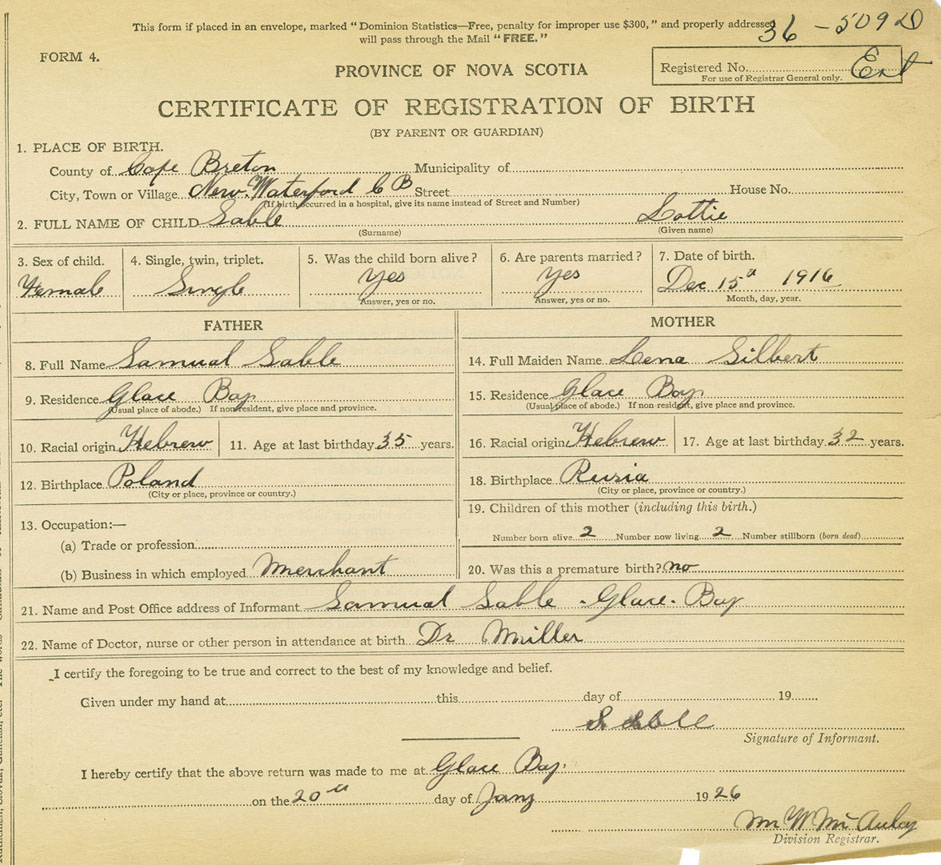 This form if placed in an envelope, marked "Dominion Statistics—Free, penalty for improper use $300," and properly addressed
will pass through the Mail "FREE."
36-5092D
FORM 4.
PROVINCE OF NOVA SCOTIA
Registered No. Ent
For use of Registrar General only.
CERTIFICATE OF REGISTRATION OF BIRTH
(BY PARENT OR GUARDIAN)
1. PLACE OF BIRTH.
County of Cape Breton Municipality of
City, Town or Village New Waterford C B Street House No.
(If birth occurred in a hospital, give its name instead of Street and Number)
2. FULL NAME OF CHILD Sable Lottie
(Surname) (Given name)
3. Sex of child. 4. Single, twin, triplet. 5. Was the child born alive? 6. Are parents married? 7. Date of birth.
Female Single Yes Yes Dec 15th 1916
Answer, yes or no. Answer, yes or no. Month, day, year.
FATHER MOTHER
8. Full Name Samual Sable 14. Full Maiden Name Lena Gilbert
9. Residence Glace Bay 15. Residence Glace Bay
(Usual place of abode.) If non-resident, give place and province. (Usual place of abode.) If non-resident, give place and province.
10. Racial origin Hebrew 11. Age at last birthday 35 years. 16. Racial origin Hebrew 17. Age at last birthday 32 years.
12. Birthplace Poland 18. Birthplace Rusia
(City or place, province or country.) (City or place, province or country.)
13. Occupation:— 19. Children of this mother (including this birth.)
(a) Trade or profession Number born alive 2 Number now living 2 Number stillborn (born dead)
(b) Business in which employed Merchant 20. Was this a premature birth? no
21. Name and Post Office address of Informant Samual Sable - Glace - Bay
22. Name of Doctor, nurse or other person in attendance at birth Dr Miller
I certify the foregoing to be true and correct to the best of my knowledge and belief.
Given under my hand at this day of 19
S Sable
Signature of Informant.
I hereby certify that the above return was made to me at Glace Bay.
on the 20th day of Jany 1926
Wm W McAulay
Division Registrar.